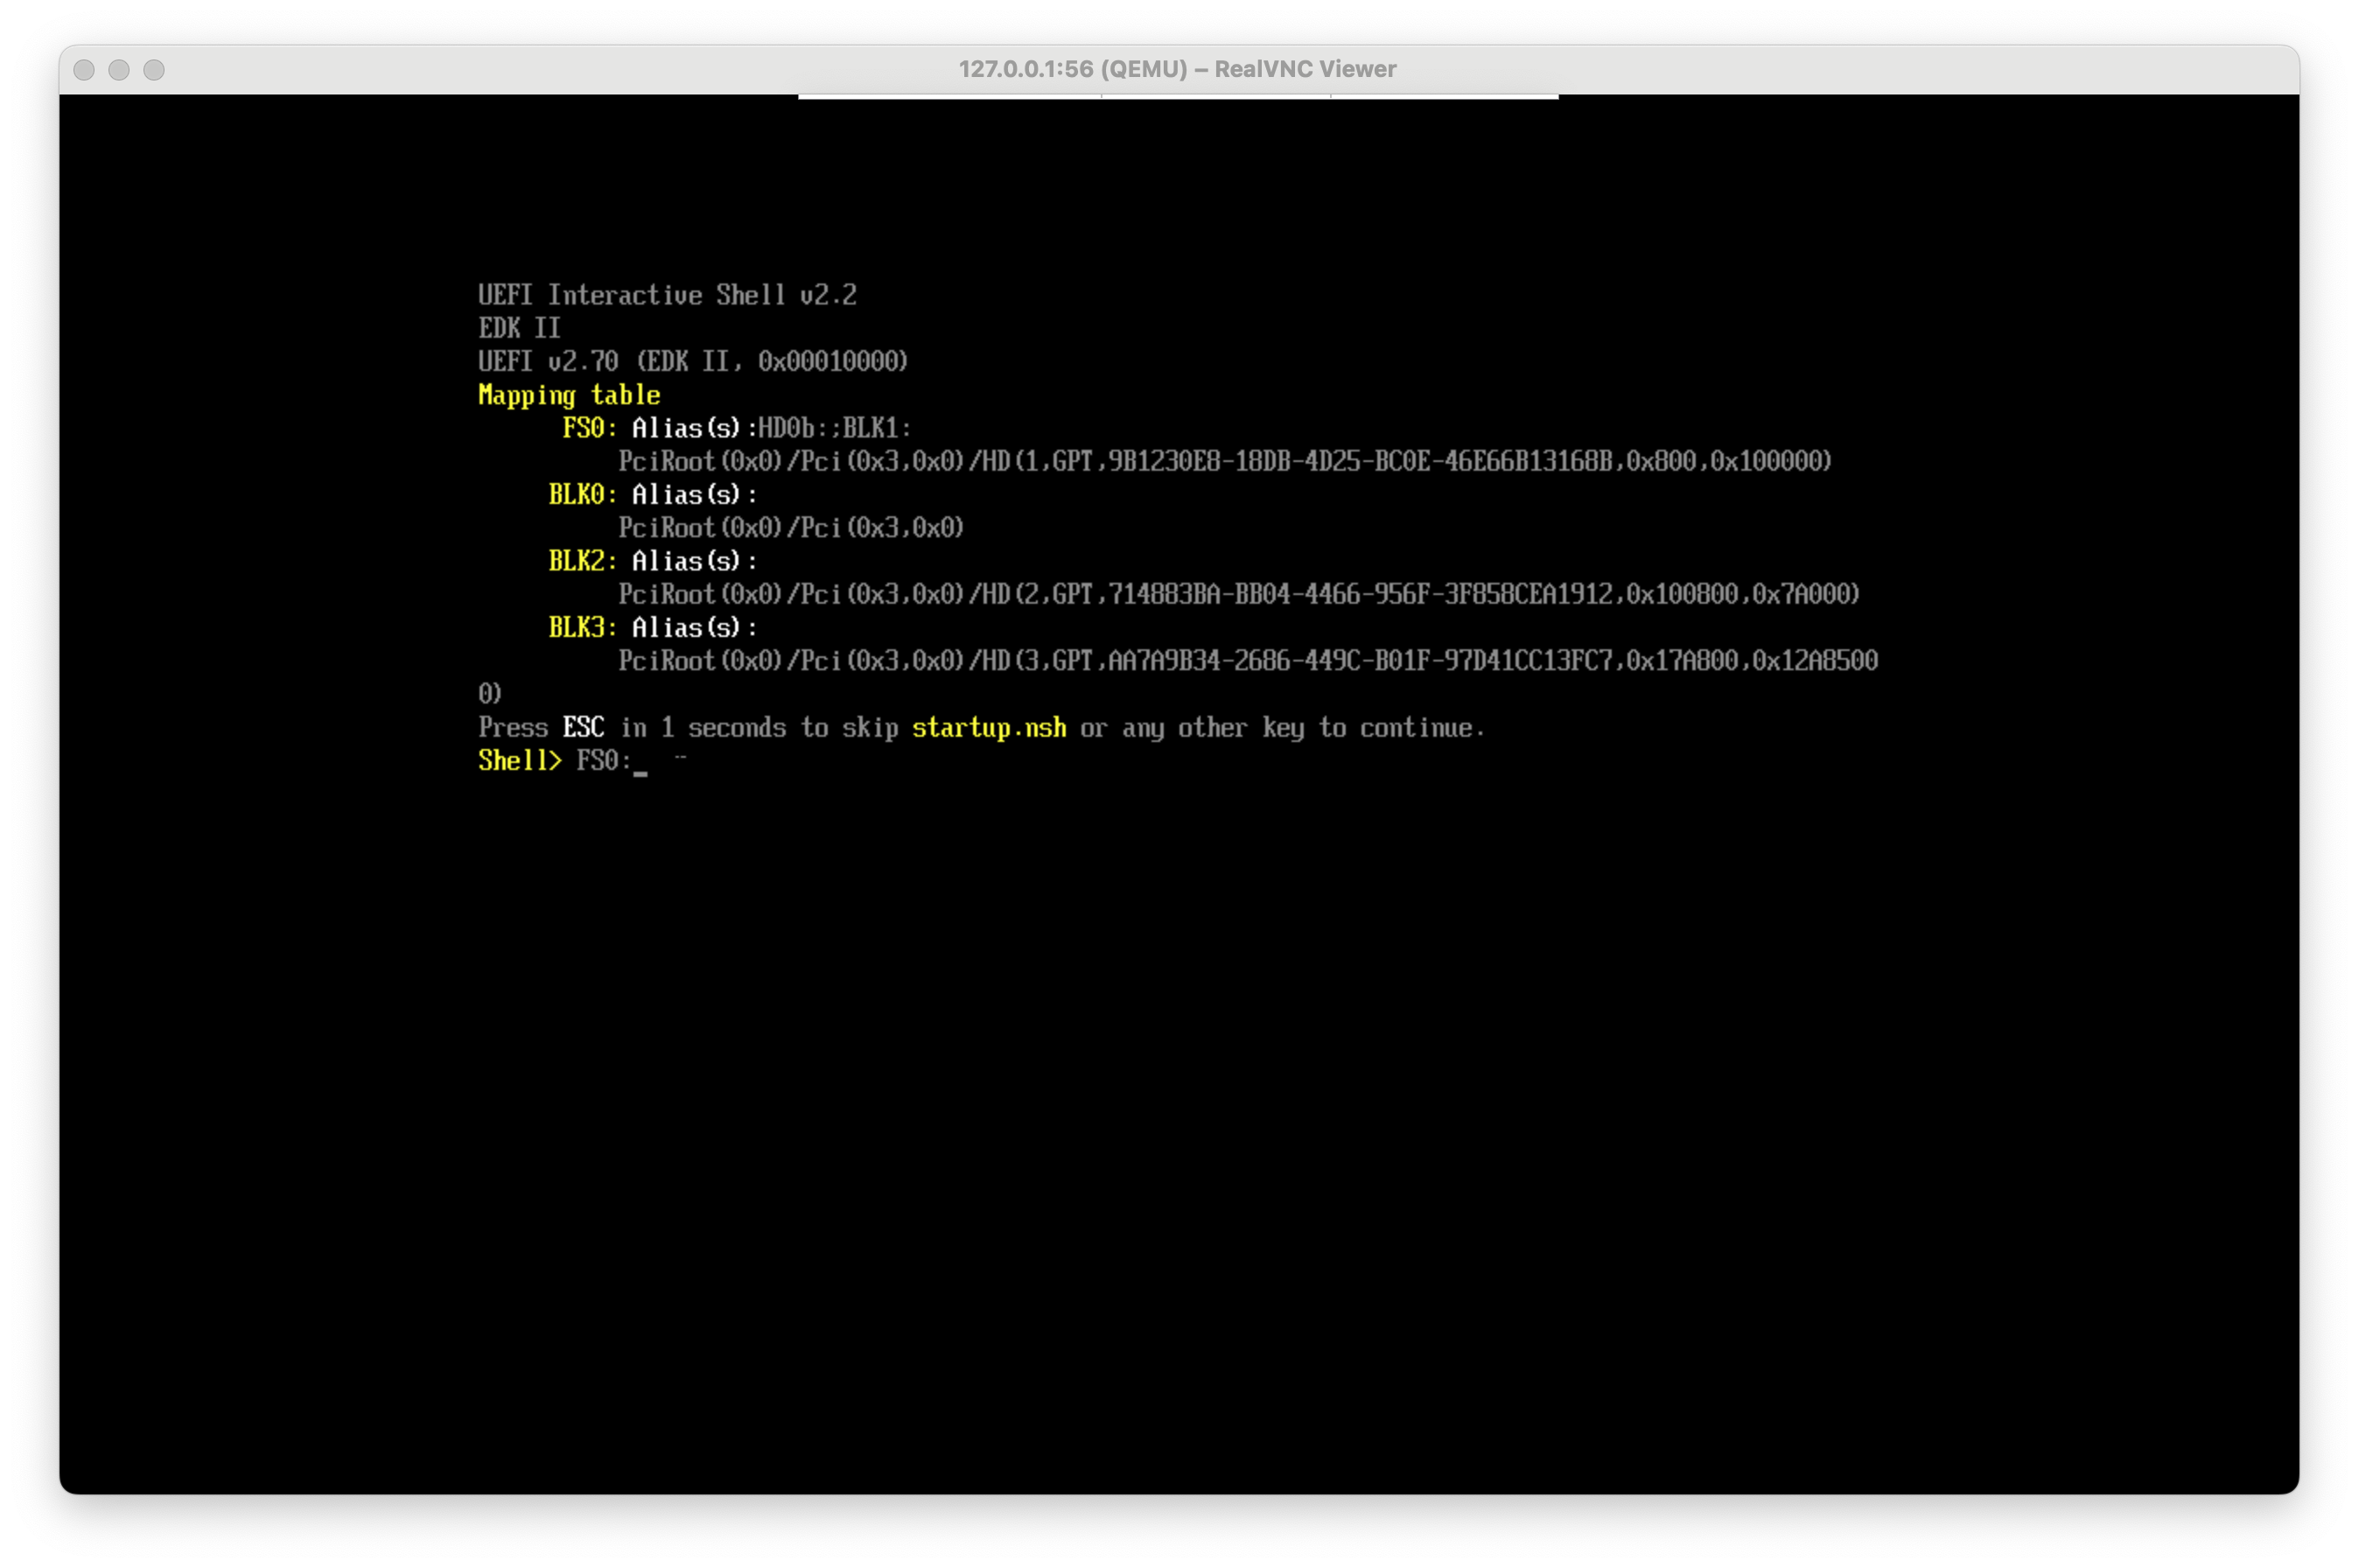 127.0.0.1:56 (QEMU) – RealVNC Viewer
UEFI Interactive Shell v2.2
EDK II
UEFI v2.70 (EDK II, 0x00010000)
Mapping table
FS0: Alias(s):HD0b:;BLK1:
PciRoot(0x0)/Pci(0x3,0x0)/HD(1,GPT,9B1230E8-18DB-4D25-BC0E-46E66B13168B,0x800,0x100000)
BLK0: Alias(s):
PciRoot(0x0)/Pci(0x3,0x0)
BLK2: Alias(s):
PciRoot(0x0)/Pci(0x3,0x0)/HD(2,GPT,714883BA-BB04-4466-956F-3F858CEA1912,0x100800,0x7A000)
BLK3: Alias(s):
PciRoot(0x0)/Pci(0x3,0x0)/HD(3,GPT,AA7A9B34-2686-449C-B01F-97D41CC13FC7,0x17A800,0x12A8500
0)
Press ESC in 1 seconds to skip startup.nsh or any other key to continue.
Shell> FS0:_